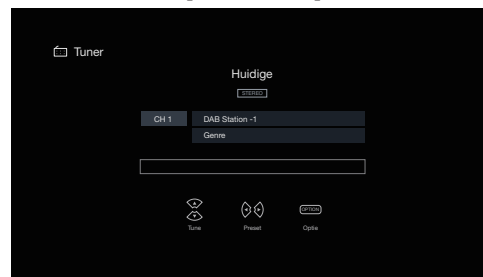 Tuner
Huidige
STEREO
CH 1 DAB Station -1
Genre
OPTION
Tune Preset Optie